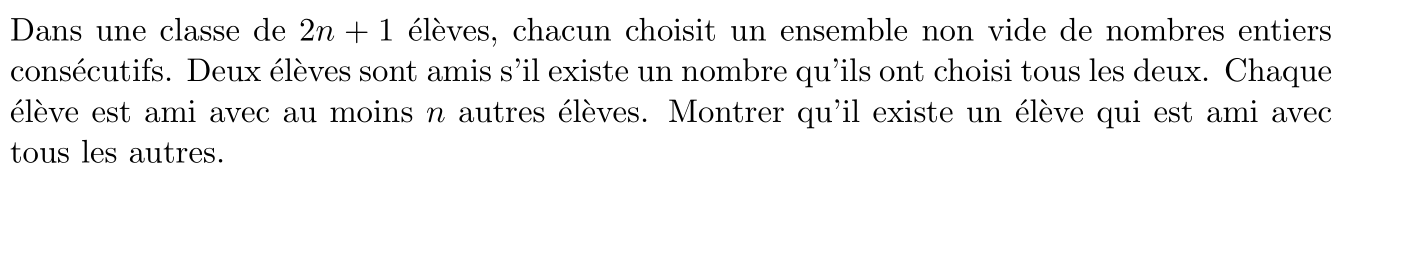 Dans une classe de 2n + 1 élèves, chacun choisit un ensemble non vide de nombres entiers
consécutifs. Deux élèves sont amis s'il existe un nombre qu'ils ont choisi tous les deux. Chaque
élève est ami avec au moins n autres élèves. Montrer qu'il existe un élève qui est ami avec
tous les autres.